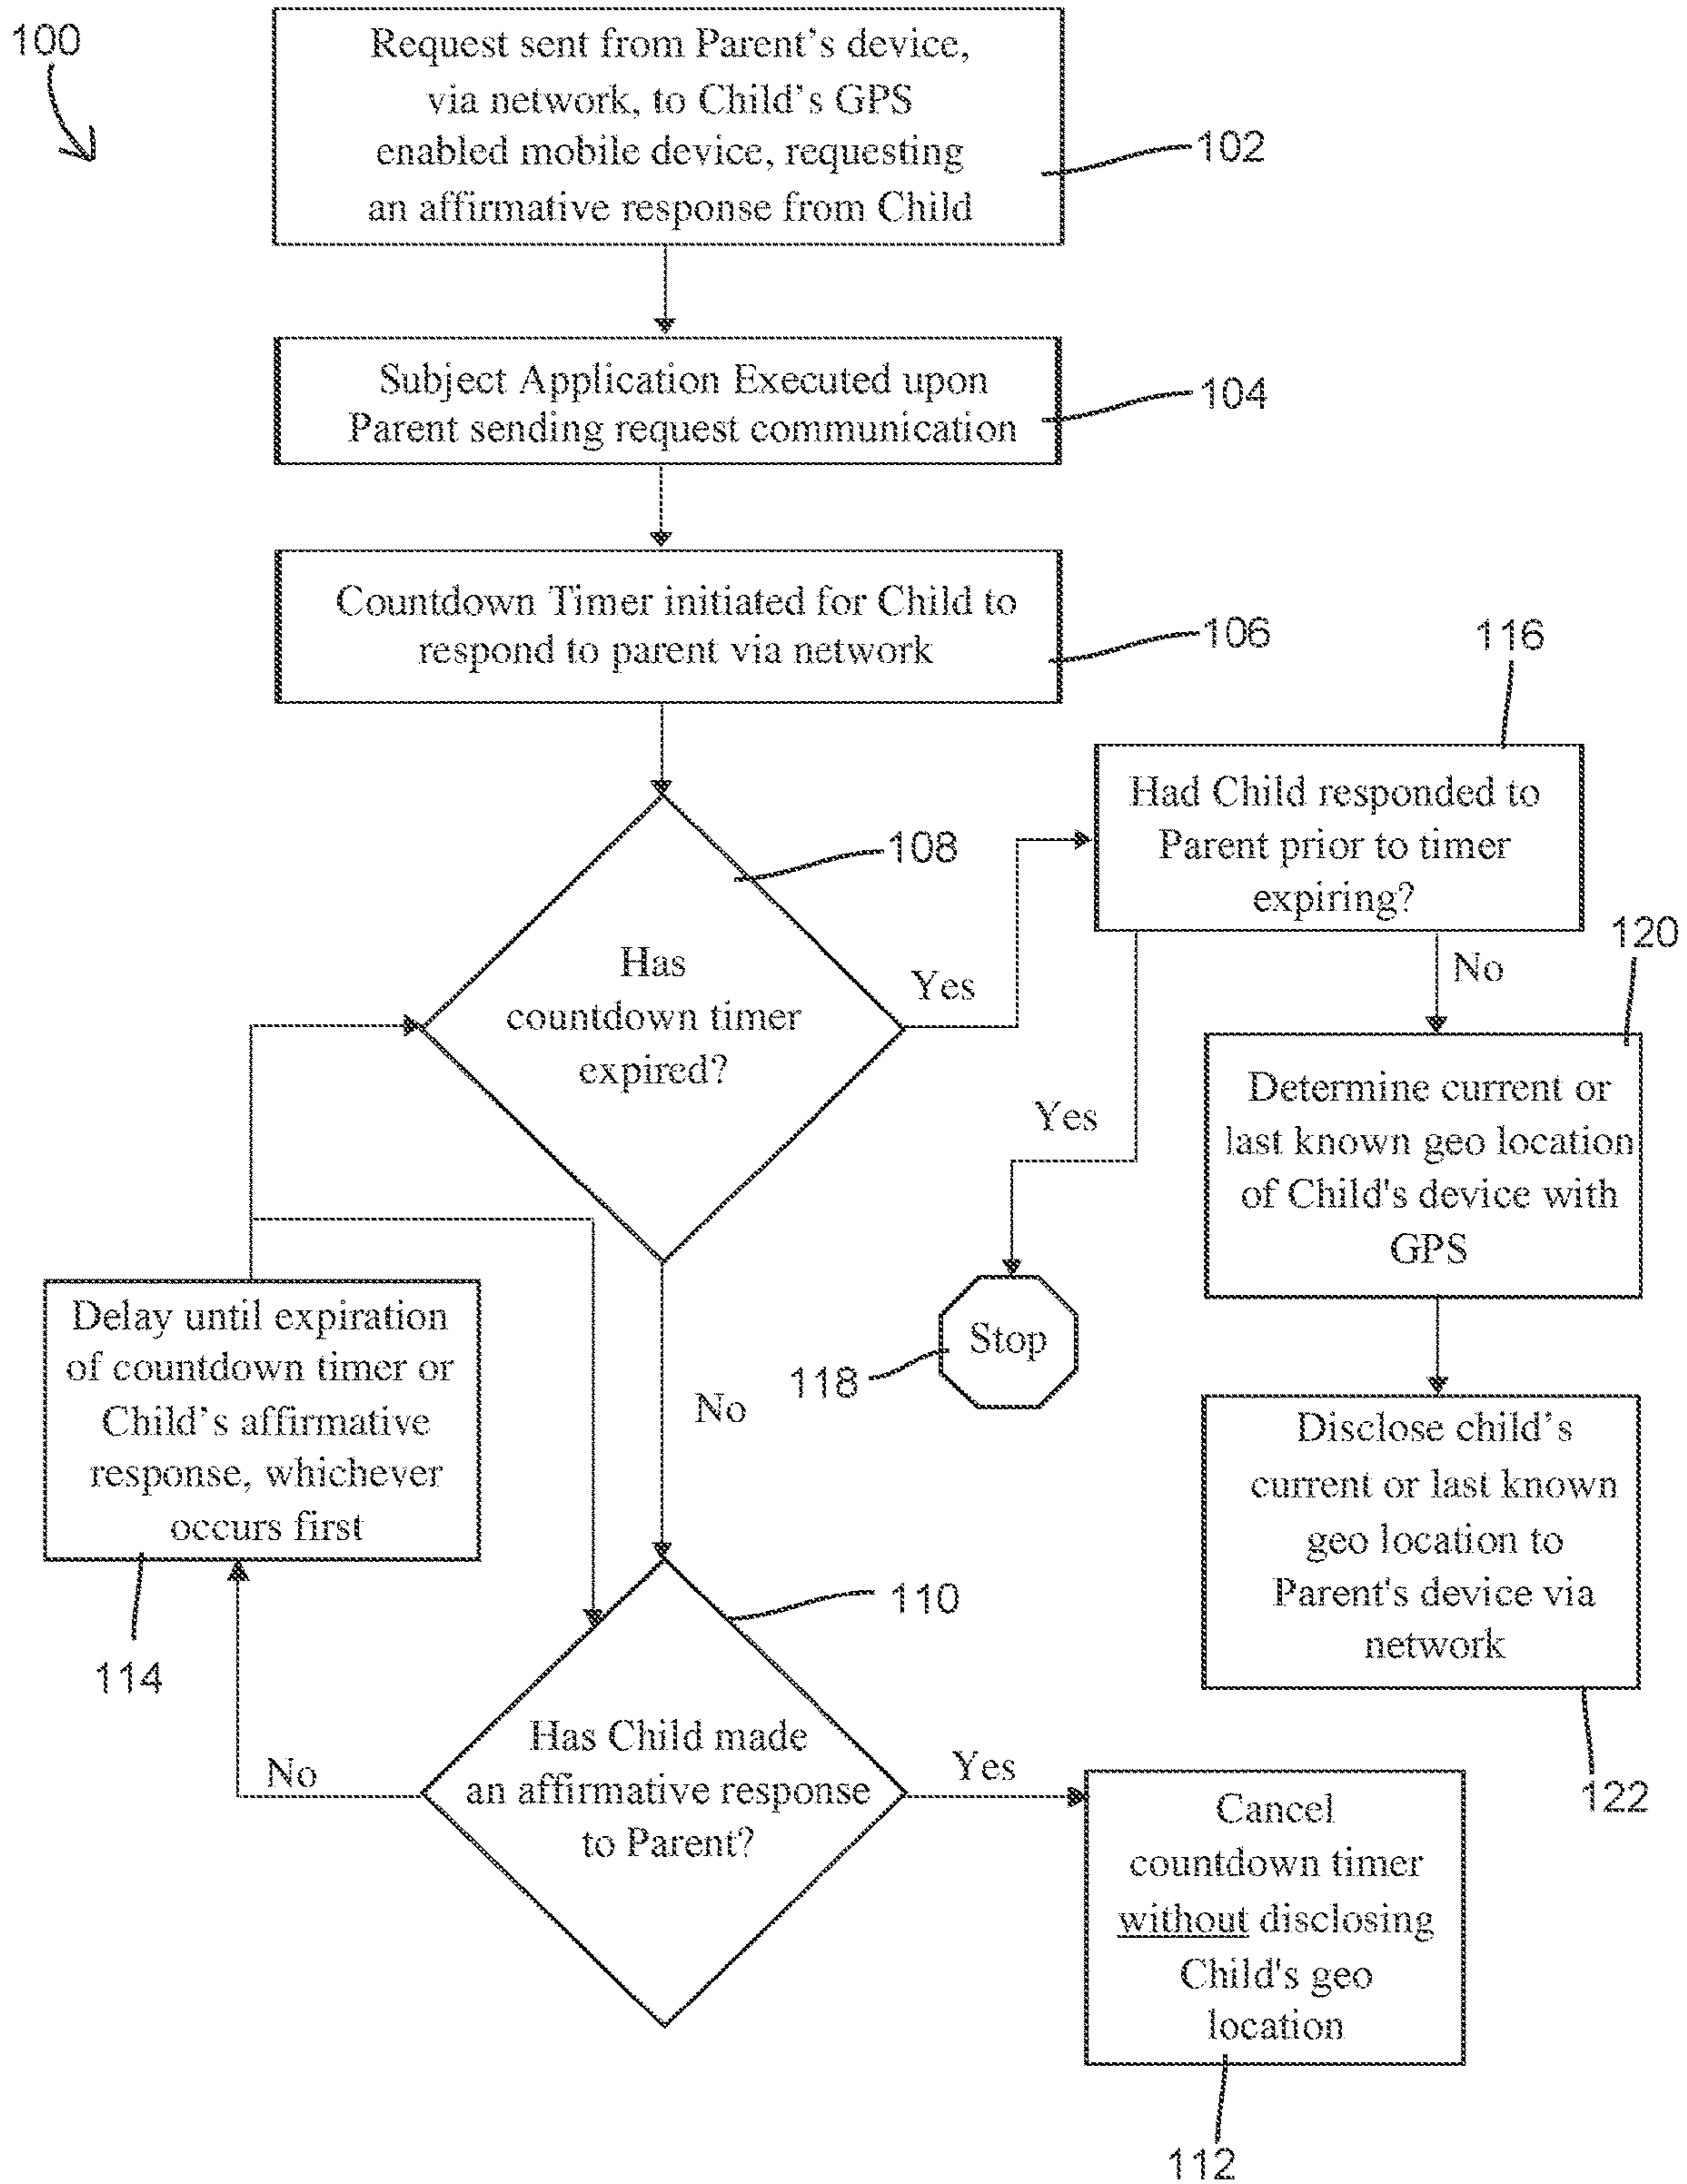 100
Request sent from Parent's device,
via network, to Child's GPS
enabled mobile device, requesting
an affirmative response from Child
102
Subject Application Executed upon
Parent sending request communication
104
Countdown Timer initiated for Child to
respond to parent via network
106
116
Had Child responded to
Parent prior to timer
expiring?
108
Has
countdown timer
expired?
Yes
No
120
Yes
Determine current or
last known geo location
of Child's device with
GPS
Stop
118
Delay until expiration
of countdown timer or
Child's affirmative
response, whichever
occurs first
114
No
Disclose child's
current or last known
geo location to
Parent's device via
network
122
110
Has Child made
an affirmative response
to Parent?
No
Yes
Cancel
countdown timer
without disclosing
Child's geo
location
112